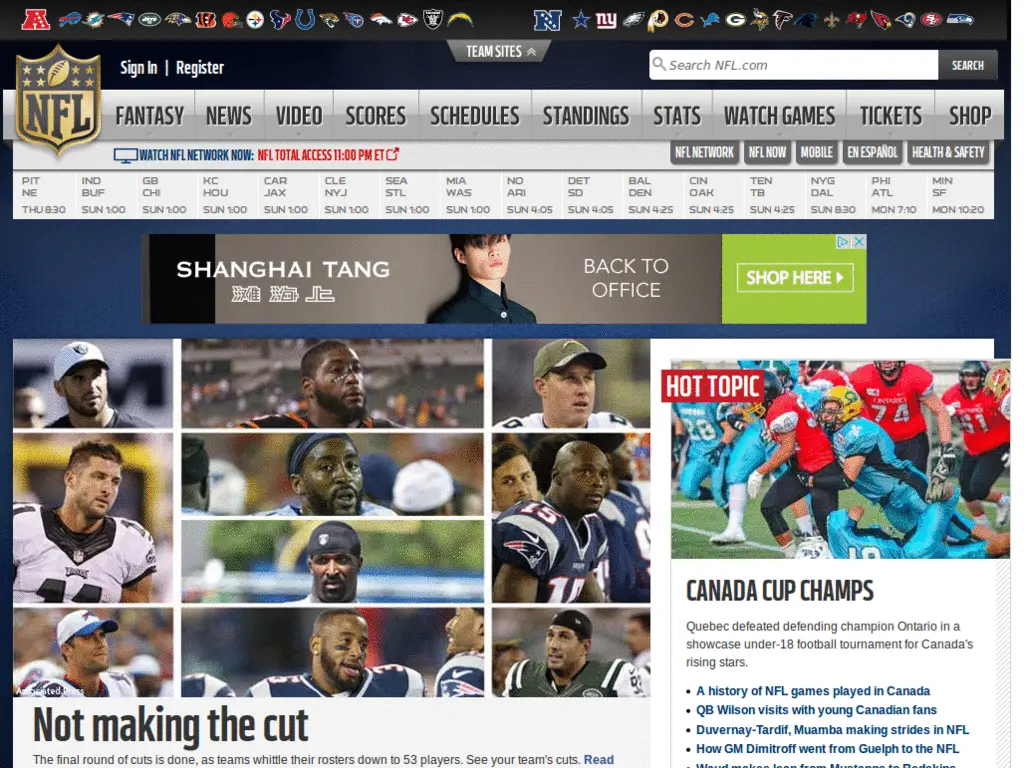 TEAM SITES
NFL
Sign In | Register
Search NFL.com
SEARCH
FANTASY NEWS VIDEO SCORES SCHEDULES STANDINGS STATS WATCH GAMES TICKETS SHOP
WATCH NFL NETWORK NOW: NFL TOTAL ACCESS 11:00 PM ET
NFL NETWORK NFL NOW MOBILE EN ESPAÑOL HEALTH & SAFETY
PIT IND GB KC CAR CLE SEA MIA NO DET BAL CIN TEN NYG PHI MIN
NE BUF CHI HOU JAX NYJ STL WAS ARI SD DEN OAK TB DAL ATL SF
THU 8:30 SUN 1:00 SUN 1:00 SUN 1:00 SUN 1:00 SUN 1:00 SUN 1:00 SUN 1:00 SUN 4:05 SUN 4:05 SUN 4:25 SUN 4:25 SUN 4:25 SUN 8:30 MON 7:10 MON 10:20
SHANGHAI TANG
BACK TO
OFFICE
SHOP HERE
HOT TOPIC
Associated Press
Not making the cut
The final round of cuts is done, as teams whittle their rosters down to 53 players. See your team's cuts. Read
CANADA CUP CHAMPS
Quebec defeated defending champion Ontario in a
showcase under-18 football tournament for Canada's
rising stars.
A history of NFL games played in Canada
QB Wilson visits with young Canadian fans
Duvernay-Tardif, Muamba making strides in NFL
How GM Dimitroff went from Guelph to the NFL
Waud makes leap from Mustangs to Redskins